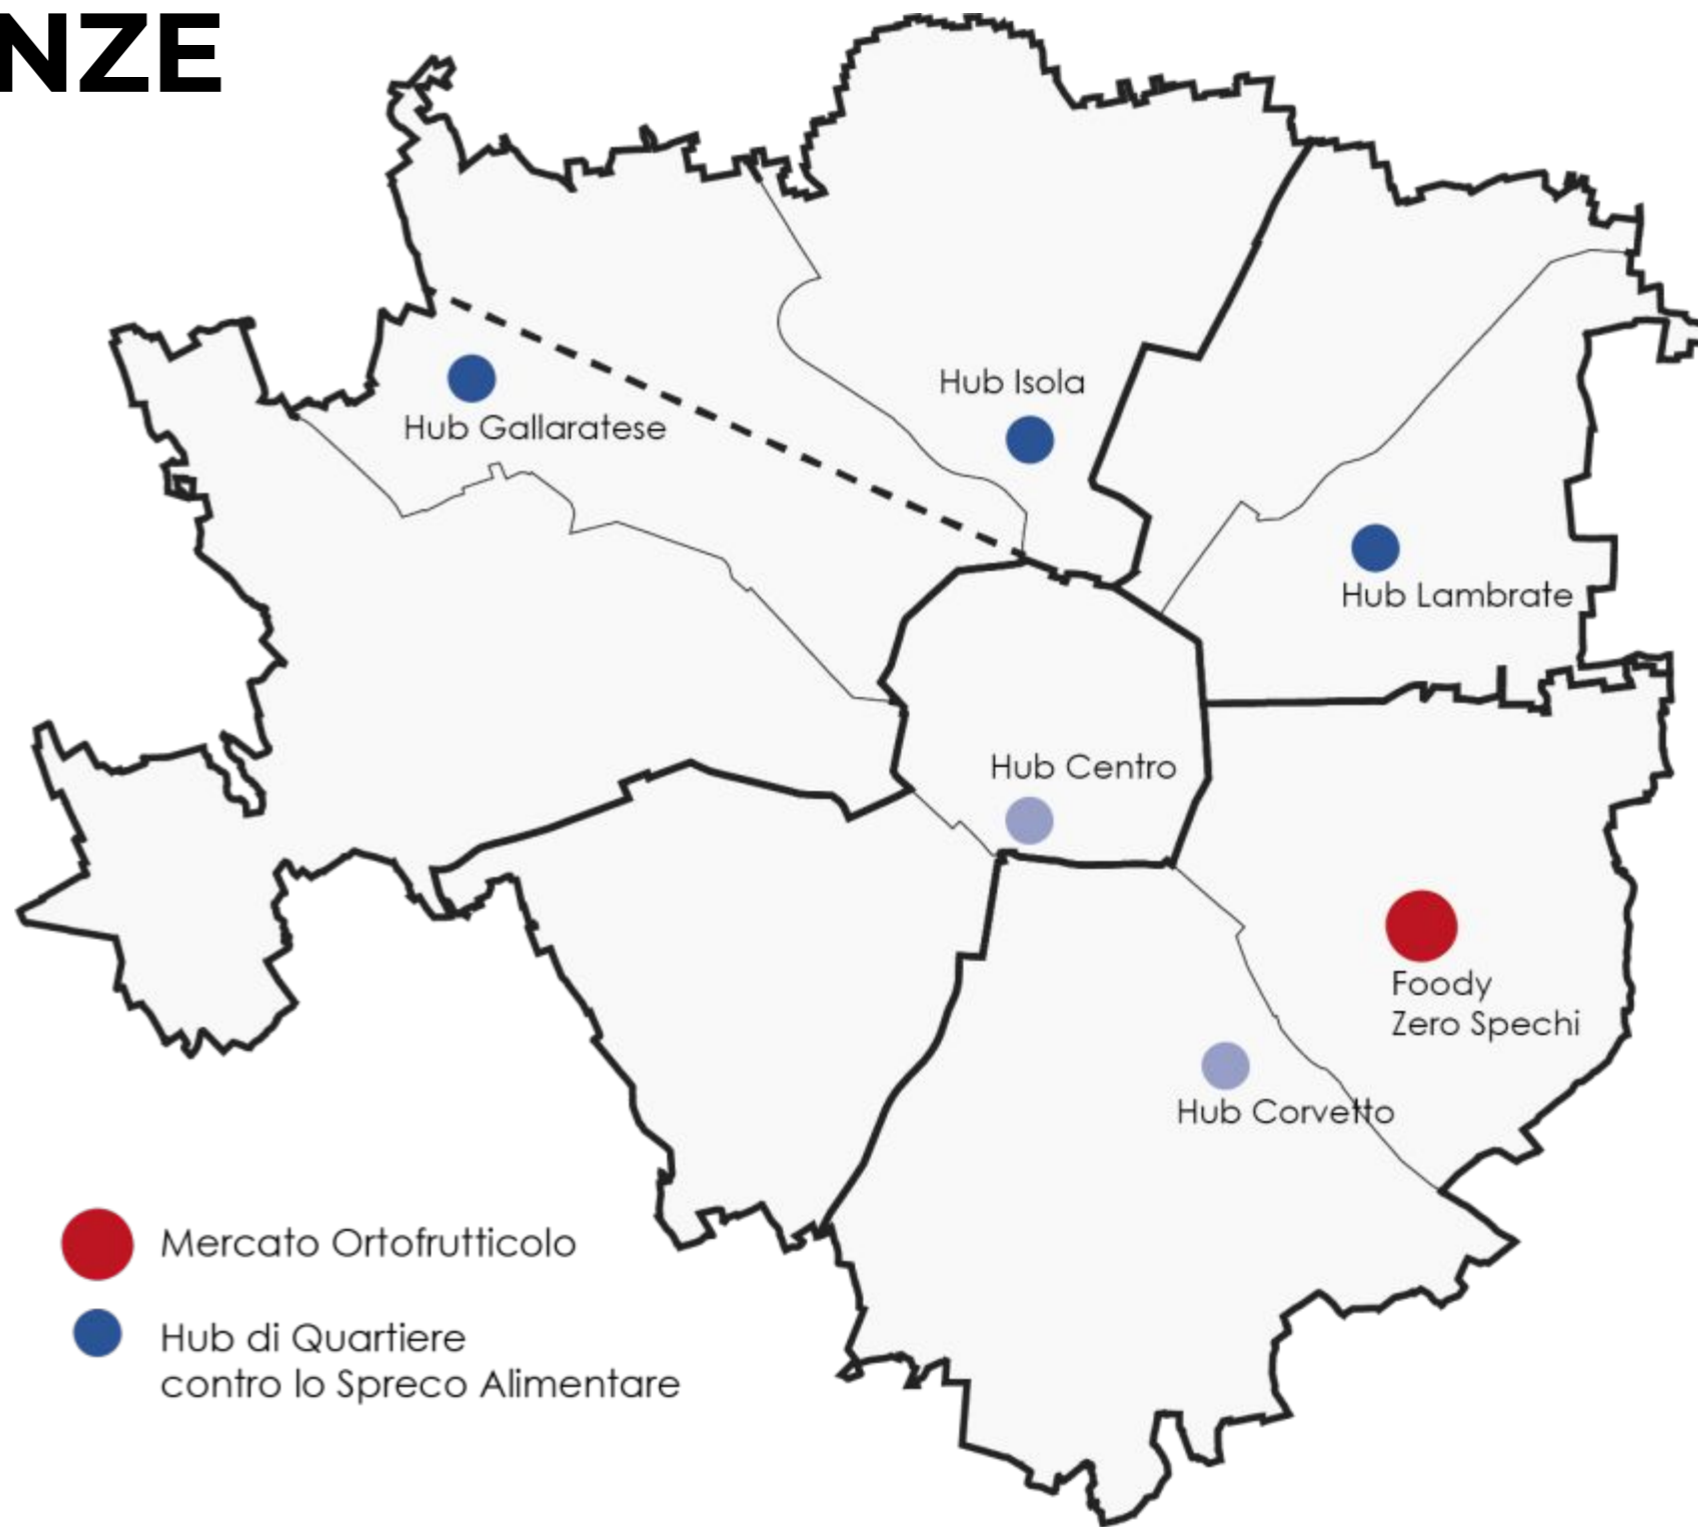 NZE
Hub Isola
Hub Gallaratese
Hub Lambrate
Hub Centro
Foody
Zero Spechi
Hub Corvetto
Mercato Ortofrutticolo
Hub di Quartiere
contro lo Spreco Alimentare